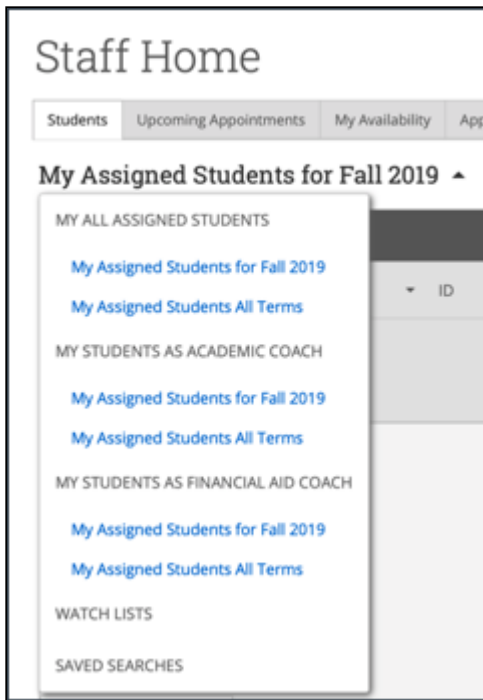 Staff Home
Students Upcoming Appointments My Availability
My Assigned Students for Fall 2019
MY ALL ASSIGNED STUDENTS
My Assigned Students for Fall 2019
ID
My Assigned Students All Terms
MY STUDENTS AS ACADEMIC COACH
My Assigned Students for Fall 2019
My Assigned Students All Terms
MY STUDENTS AS FINANCIAL AID COACH
My Assigned Students for Fall 2019
My Assigned Students All Terms
WATCH LISTS
SAVED SEARCHES